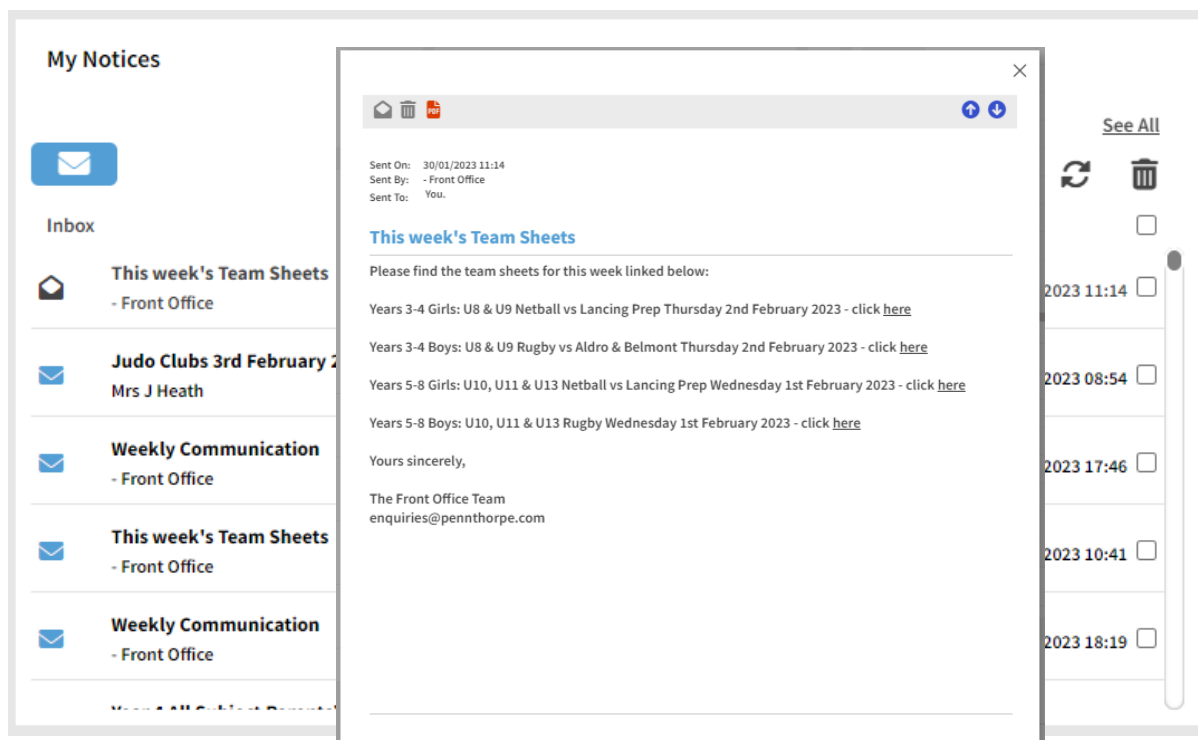 My Notices
See All
Inbox
This week's Team Sheets
- Front Office
2023 11:14
Judo Clubs 3rd February
Mrs J Heath
2023 08:54
Weekly Communication
- Front Office
2023 17:46
This week's Team Sheets
- Front Office
2023 10:41
Weekly Communication
- Front Office
2023 18:19
Year 4 All Subject Parents'
PDF
Sent On: 30/01/2023 11:14
Sent By: - Front Office
Sent To: You.
This week's Team Sheets
Please find the team sheets for this week linked below:
Years 3-4 Girls: U8 & U9 Netball vs Lancing Prep Thursday 2nd February 2023 - click here
Years 3-4 Boys: U8 & U9 Rugby vs Aldro & Belmont Thursday 2nd February 2023 - click here
Years 5-8 Girls: U10, U11 & U13 Netball vs Lancing Prep Wednesday 1st February 2023 - click here
Years 5-8 Boys: U10, U11 & U13 Rugby Wednesday 1st February 2023 - click here
Yours sincerely,
The Front Office Team
enquiries@pennthorpe.com